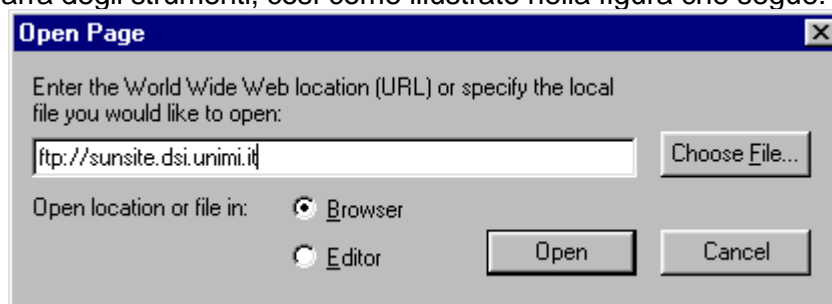 arra degli strumenti, così come illustrato nella figura che segue.
Open Page
Enter the World Wide Web location (URL) or specify the local
file you would like to open:
ftp://sunsite.dsi.unimi.it
Choose File...
Open location or file in:
Browser
Editor
Open
Cancel